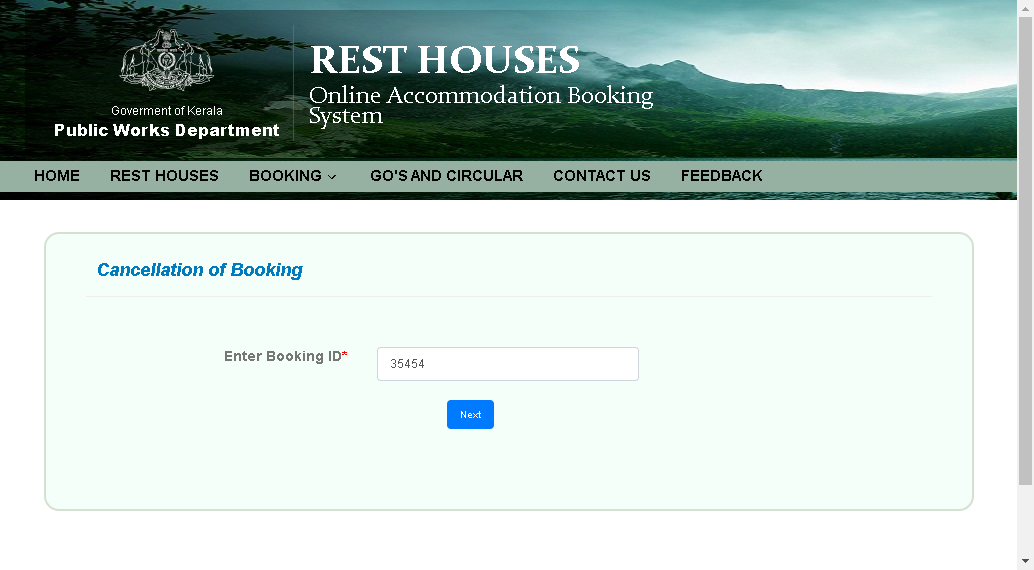 REST HOUSES
Online Accommodation Booking
System
Goverment of Kerala
Public Works Department
HOME REST HOUSES BOOKING GO'S AND CIRCULAR CONTACT US FEEDBACK
Cancellation of Booking
Enter Booking ID*
35454
Next